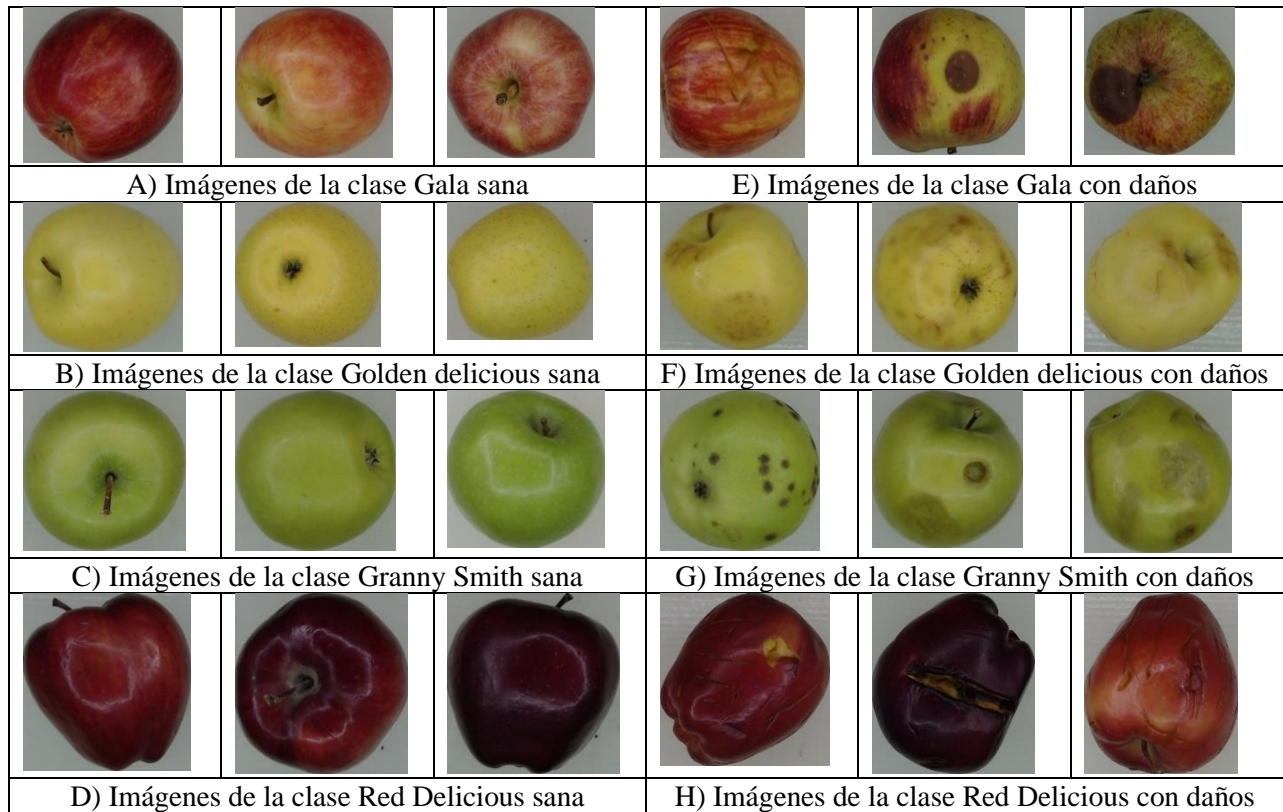 A) Imágenes de la clase Gala sana
E) Imágenes de la clase Gala con daños
B) Imágenes de la clase Golden delicious sana
F) Imágenes de la clase Golden delicious con daños
C) Imágenes de la clase Granny Smith sana
G) Imágenes de la clase Granny Smith con daños
D) Imágenes de la clase Red Delicious sana
H) Imágenes de la clase Red Delicious con daños